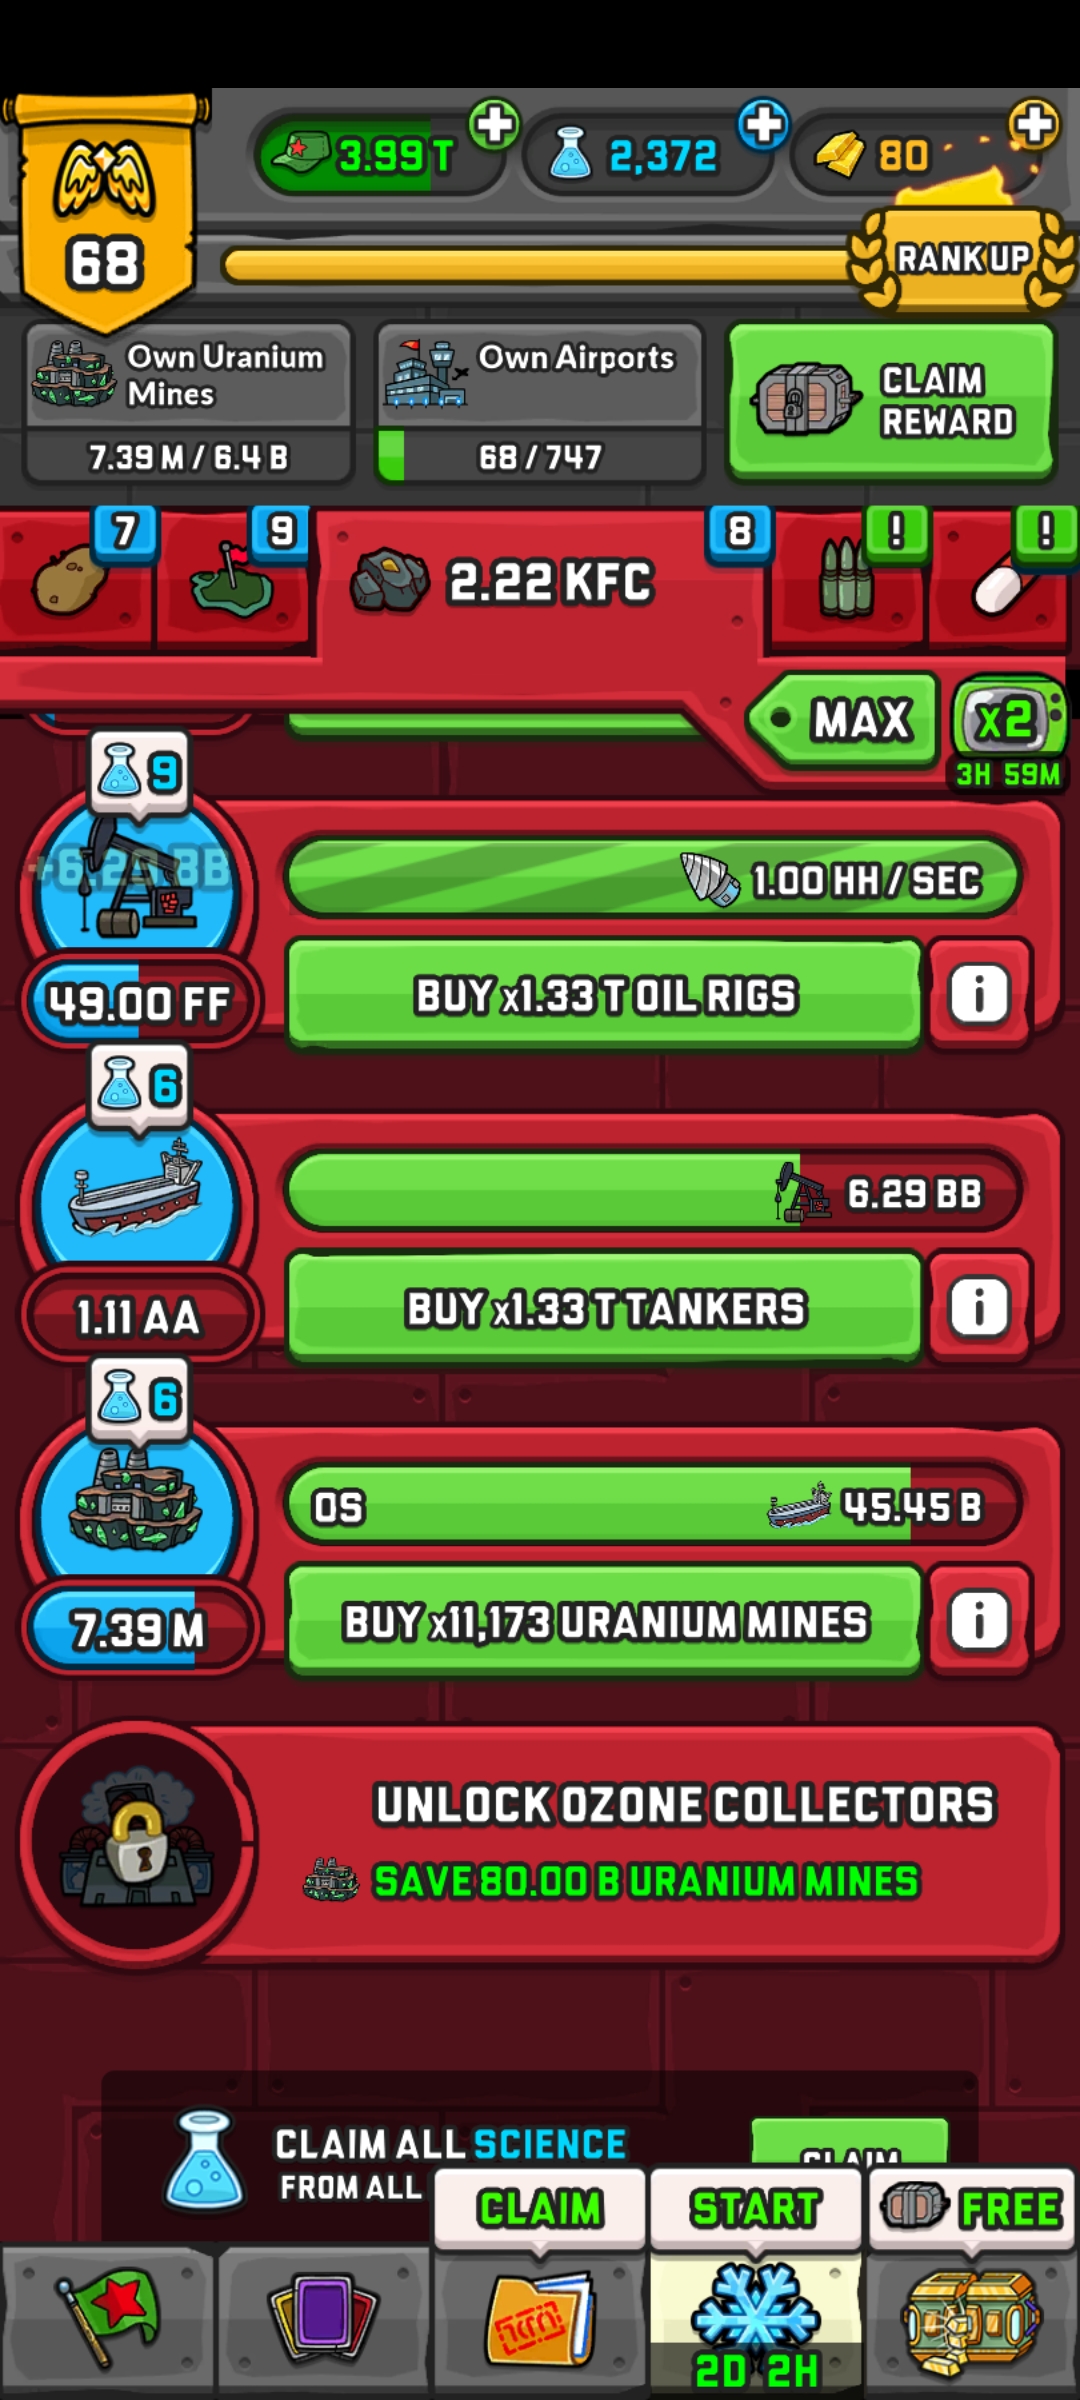 3.99 T
2,372
80
68
RANK UP
Own Uranium
Mines
7.39 M / 6.4 B
Own Airports
68 / 747
CLAIM
REWARD
7
9
2.22 KFC
8
!
!
MAX
x2
3H 59M
9
+6.29 BB
1.00 HH / SEC
49.00 FF
BUY x1.33 T OIL RIGS
i
6
6.29 BB
1.11 AA
BUY x1.33 T TANKERS
i
6
0S
45.45 B
7.39 M
BUY x11,173 URANIUM MINES
i
UNLOCK OZONE COLLECTORS
SAVE 80.00 B URANIUM MINES
CLAIM ALL SCIENCE
FROM ALL
CLAIM
CLAIM
START
FREE
2D 2H